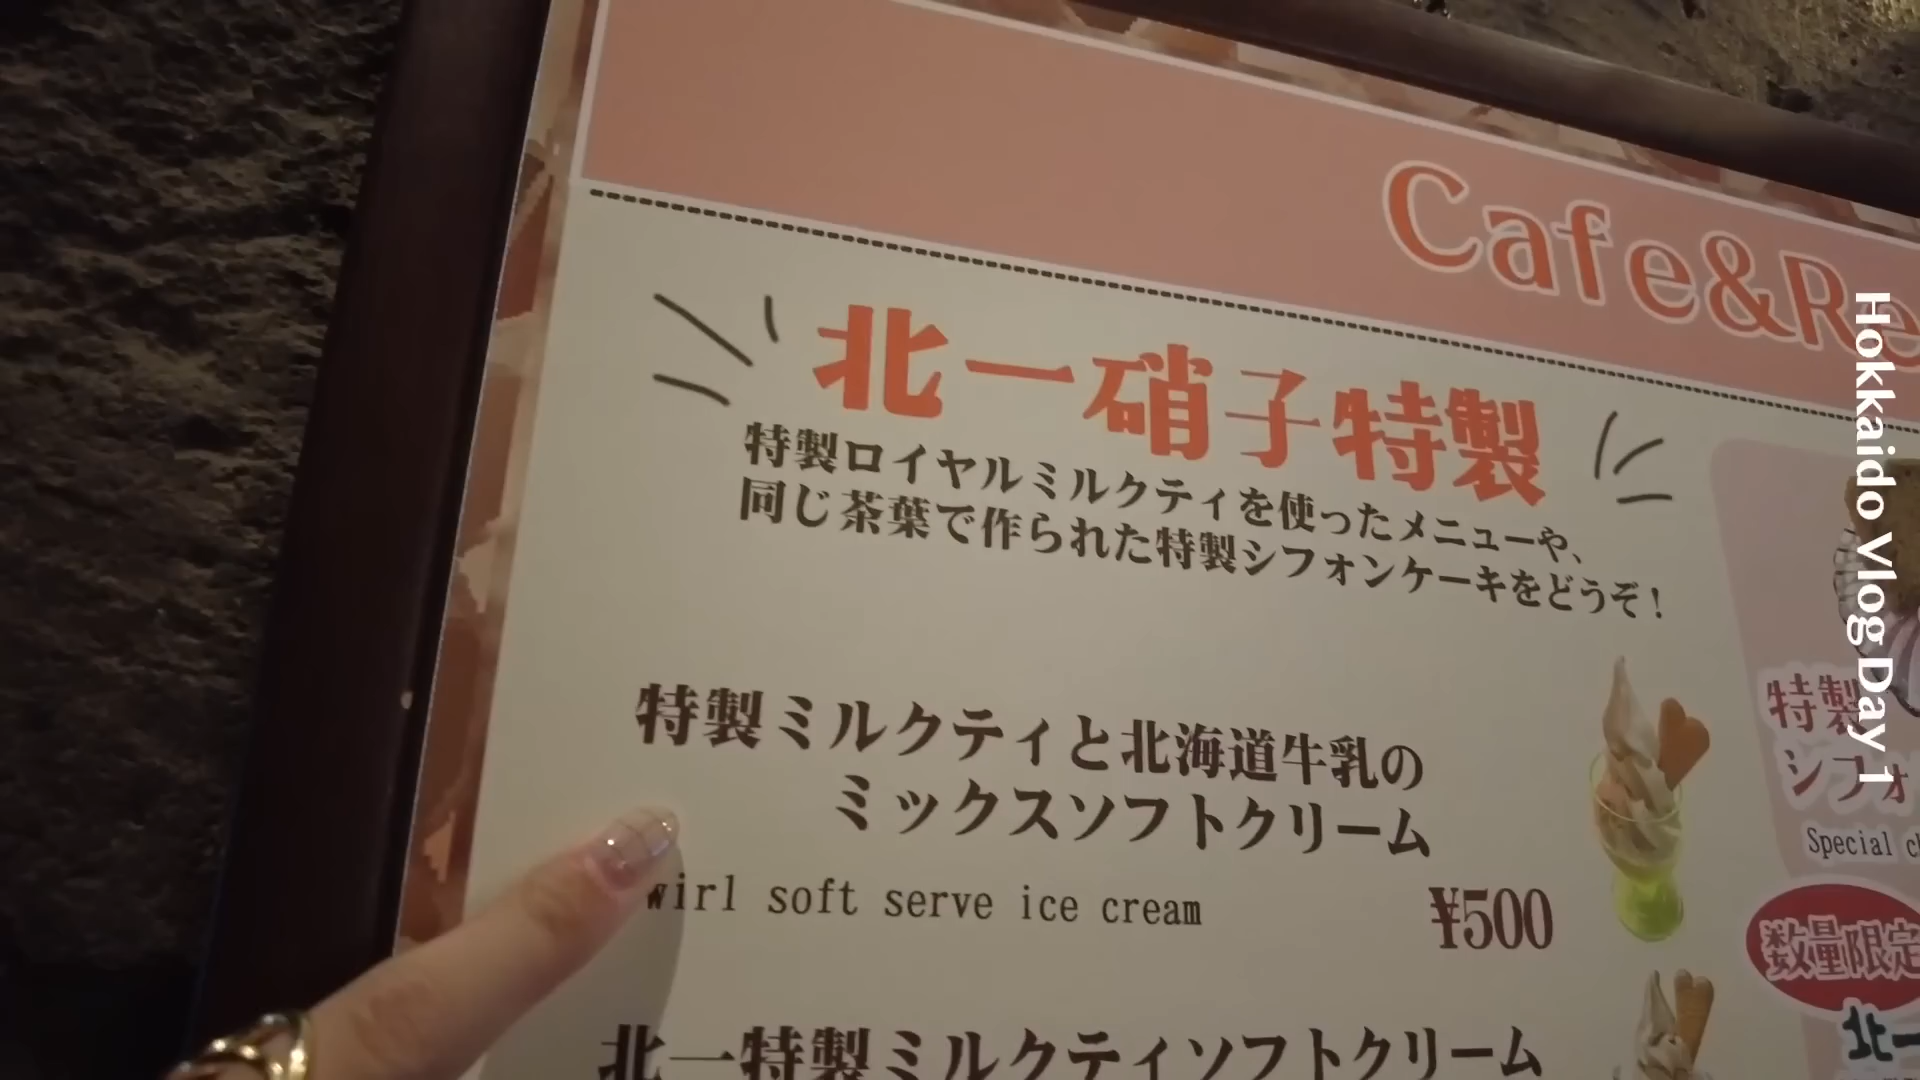 Cafe&Re
北一硝子特製
特製ロイヤルミルクティを使ったメニューや、
同じ茶葉で作られた特製シフォンケーキをどうぞ！
特製ミルクティと北海道牛乳の
ミックスソフトクリーム
wirl soft serve ice cream
¥500
北一特製ミルクティソフトクリーム
特製
シフォ
Special
数量限定
北一
Hokkaido Vlog Day 1